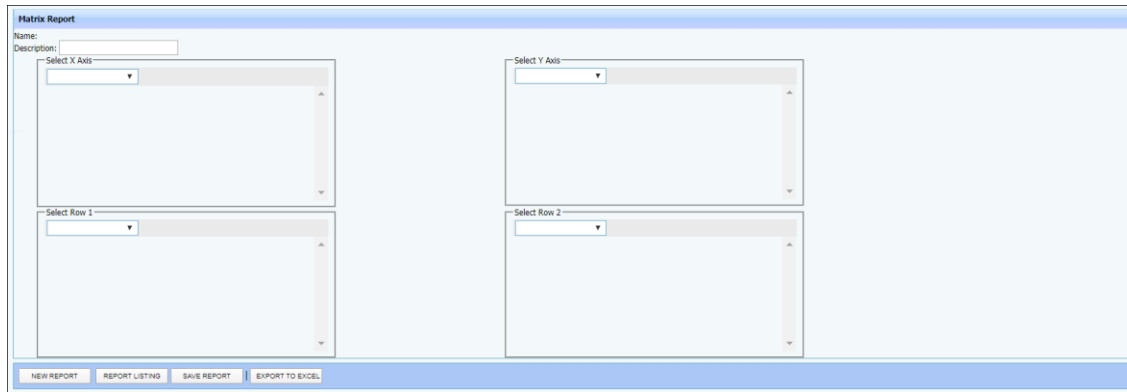 Matrix Report
Name:
Description:
Select X Axis
Select Y Axis
Select Row 1
Select Row 2
NEW REPORT
REPORT LISTING
SAVE REPORT
EXPORT TO EXCEL